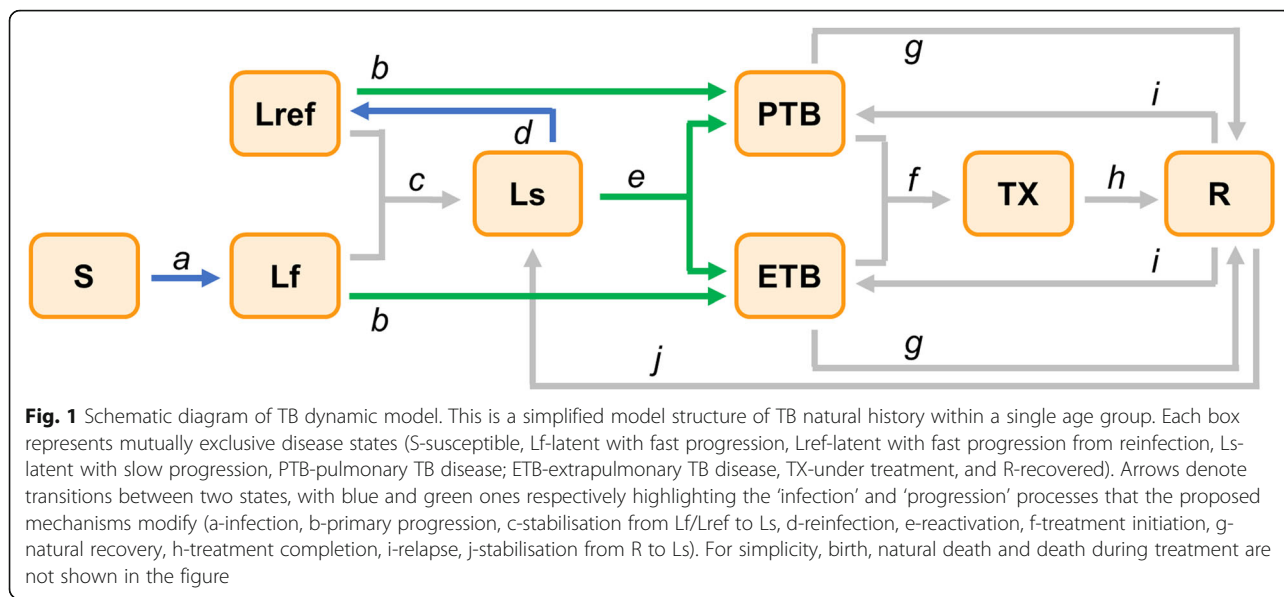 g
b
i
Lref
PTB
d
c
Ls
e
f
TX
h
R
S
a
Lf
ETB
i
b
g
j
Fig. 1 Schematic diagram of TB dynamic model. This is a simplified model structure of TB natural history within a single age group. Each box
represents mutually exclusive disease states (S-susceptible, Lf-latent with fast progression, Lref-latent with fast progression from reinfection, Ls-
latent with slow progression, PTB-pulmonary TB disease; ETB-extrapulmonary TB disease, TX-under treatment, and R-recovered). Arrows denote
transitions between two states, with blue and green ones respectively highlighting the ‘infection’ and ‘progression’ processes that the proposed
mechanisms modify (a-infection, b-primary progression, c-stabilisation from Lf/Lref to Ls, d-reinfection, e-reactivation, f-treatment initiation, g-
natural recovery, h-treatment completion, i-relapse, j-stabilisation from R to Ls). For simplicity, birth, natural death and death during treatment are
not shown in the figure